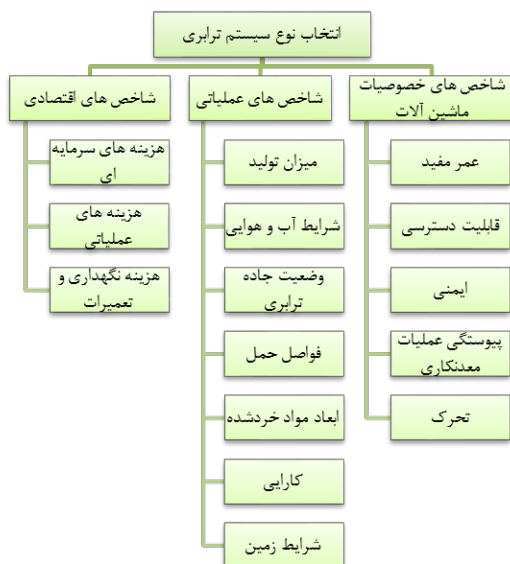 انتخاب نوع سیستم ترابری
شاخص های خصوصیات
ماشین آلات
عمر مفید
قابلیت دسترسی
ایمنی
پیوستگی عملیات
معدنکاری
تحرک
شاخص های عملیاتی
میزان تولید
شرایط آب و هوایی
وضعیت جاده
ترابری
فواصل حمل
ابعاد مواد خردشده
کارایی
شرایط زمین
شاخص های اقتصادی
هزینه های سرمایه
ای
هزینه های
عملیاتی
هزینه نگهداری و
تعمیرات